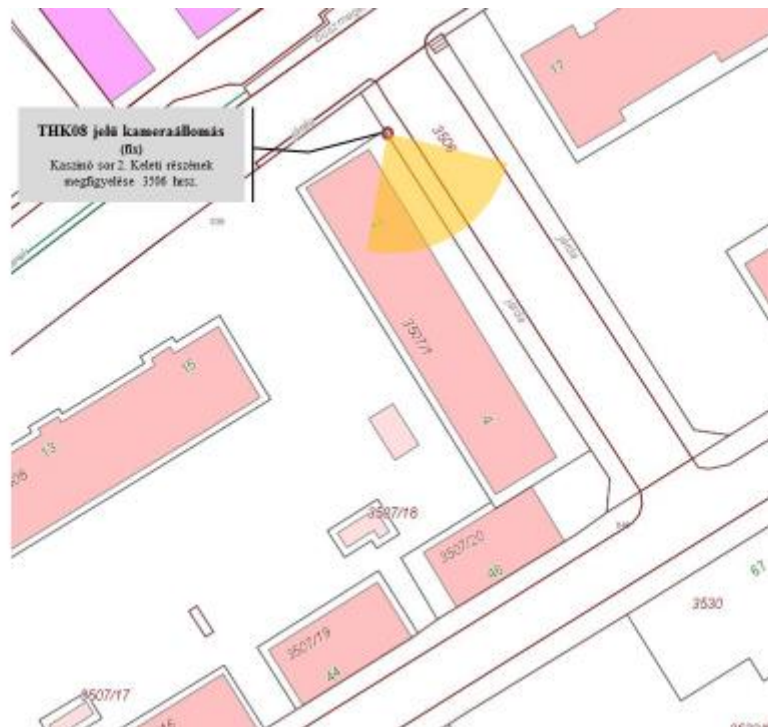 THK08 jelű kameraállomás
(fix)
Kaszinó sor 2. Keleti részének
megfigyelése 3506 hrsz.
járda
17
3506
járda
járda
3507/1
4
15
13
3507/18
3507/20
46
67
3530
3507/19
44
3507/17